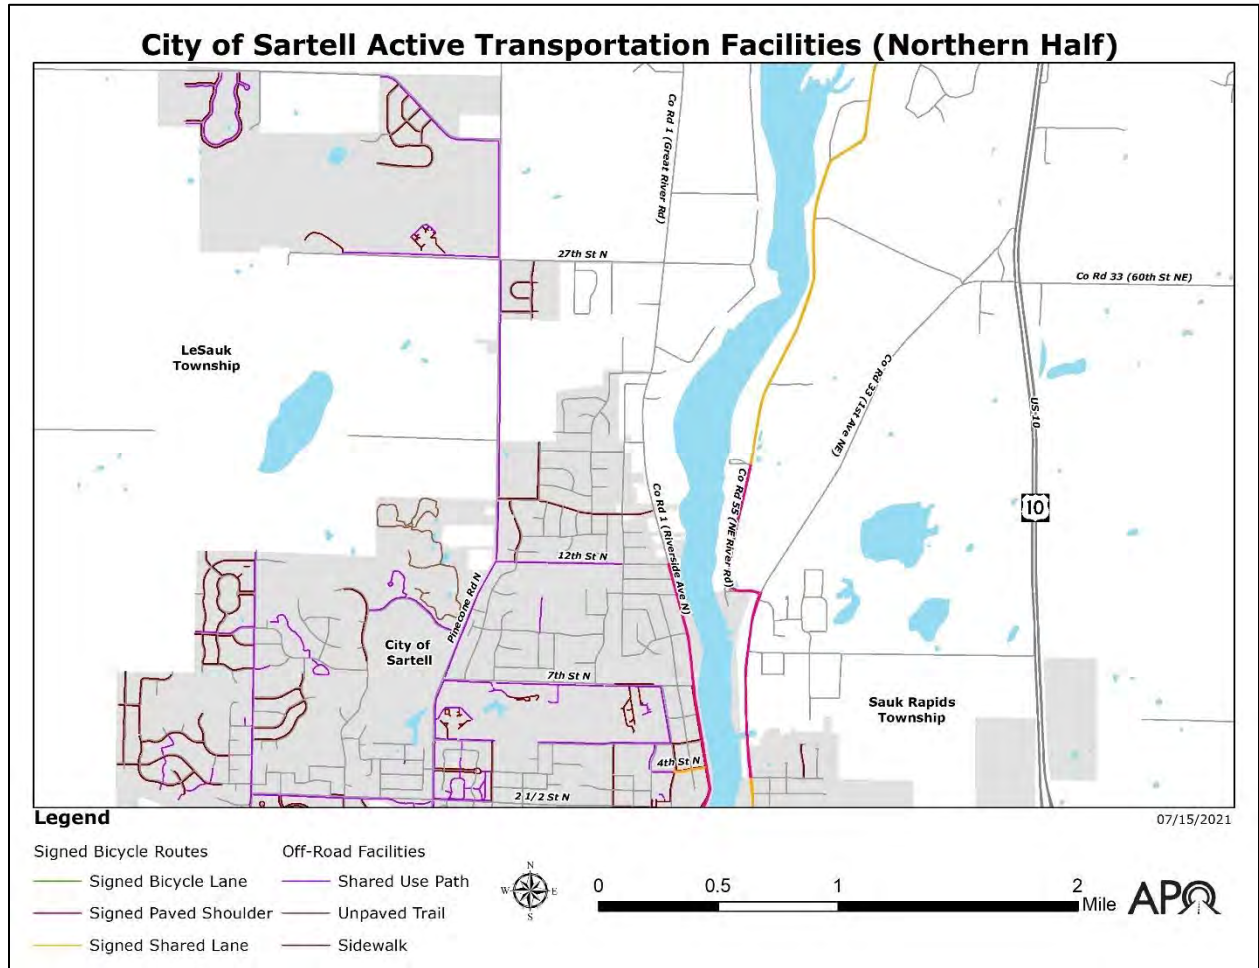 City of Sartell Active Transportation Facilities (Northern Half)
Co Rd 1 (Great River Rd)
27th St N
Co Rd 33 (60th St NE)
LeSauk
Township
Co Rd 33 (1st Ave NE)
US 10
10
Co Rd 1 (Riverside Ave N)
Co Rd 55 (NE River Rd)
12th St N
Pinecone Rd N
City of
Sartell
7th St N
Sauk Rapids
Township
4th St N
2 1/2 St N
Legend
07/15/2021
Signed Bicycle Routes
Signed Bicycle Lane
Signed Paved Shoulder
Signed Shared Lane
Off-Road Facilities
Shared Use Path
Unpaved Trail
Sidewalk
N
W
E
S
0 0.5 1 2
Mile
APO